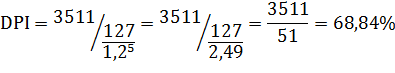 DPI = 3511/(127/1,2⁵) = 3511/(127/2,49) = 3511/51 = 68,84%